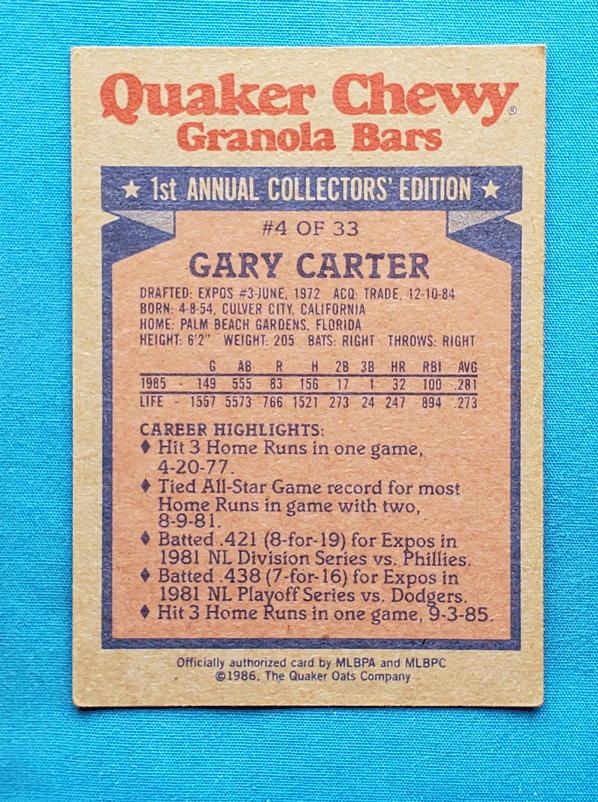 Quaker Chewy®
Granola Bars
★ 1st ANNUAL COLLECTORS' EDITION ★
#4 OF 33
GARY CARTER
DRAFTED: EXPOS #3-JUNE, 1972 ACQ: TRADE, 12-10-84
BORN: 4-8-54, CULVER CITY, CALIFORNIA
HOME: PALM BEACH GARDENS, FLORIDA
HEIGHT: 6'2" WEIGHT: 205 BATS: RIGHT THROWS: RIGHT
G AB R H 2B 3B HR RBI AVG
1985 - 149 555 83 156 17 1 32 100 .281
LIFE - 1557 5573 766 1521 273 24 247 894 .273
CAREER HIGHLIGHTS:
♦ Hit 3 Home Runs in one game,
4-20-77.
♦ Tied All-Star Game record for most
Home Runs in game with two,
8-9-81.
♦ Batted .421 (8-for-19) for Expos in
1981 NL Division Series vs. Phillies.
♦ Batted .438 (7-for-16) for Expos in
1981 NL Playoff Series vs. Dodgers.
♦ Hit 3 Home Runs in one game, 9-3-85.
Officially authorized card by MLBPA and MLBPC
©1986, The Quaker Oats Company